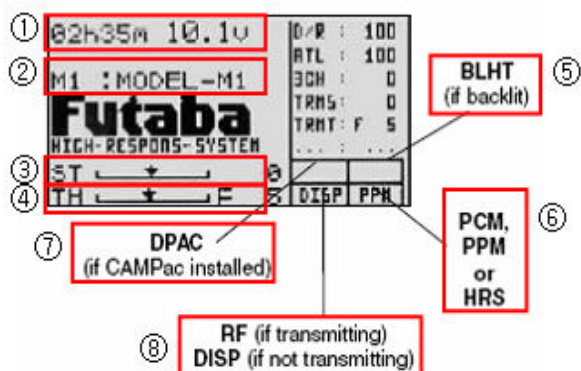 ① 02h35m 10.1v
② M1 :MODEL-M1
Futaba
HIGH-RESPONS-SYSTEM
③ ST 0
④ TH F 5
D/R : 100
ATL : 100
3CH : 0
TRMS: 0
TRMT: F 5
... : ...
DISP PPM
BLHT ⑤
(if backlit)
PCM, ⑥
PPM
or
HRS
⑦ DPAC
(if CAMPac installed)
⑧ RF (if transmitting)
DISP (if not transmitting)